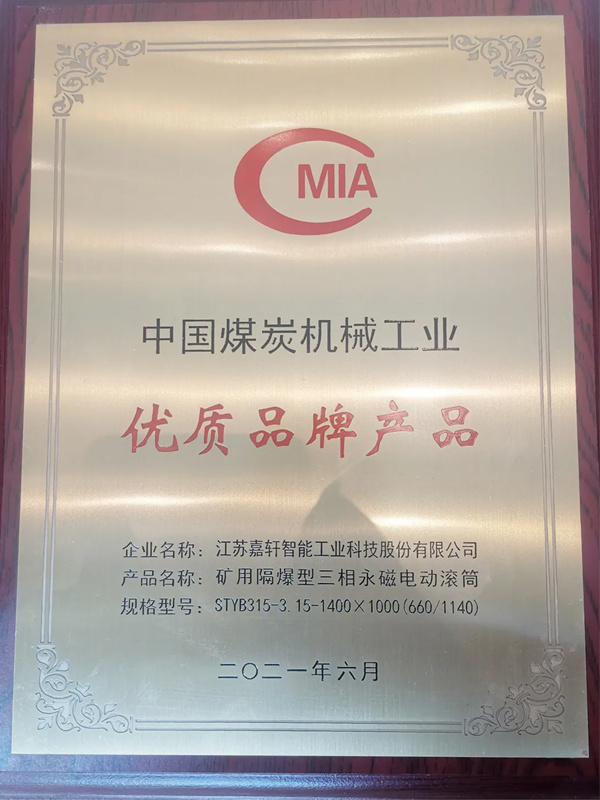 CMIA
中国煤炭机械工业
优质品牌产品
企业名称：江苏嘉轩智能工业科技股份有限公司
产品名称：矿用隔爆型三相永磁电动滚筒
规格型号：STYB315-3.15-1400×1000(660/1140)
二〇二一年六月